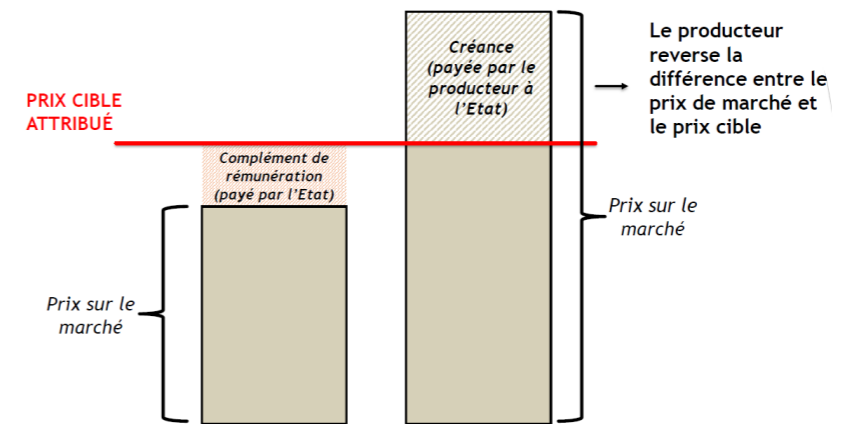 PRIX CIBLE
ATTRIBUÉ
Complément de
rémunération
(payé par l'Etat)
Prix sur le
marché
Créance
(payée par le
producteur à
l'Etat)
Le producteur
reverse la
différence entre le
prix de marché et
le prix cible
Prix sur le
marché